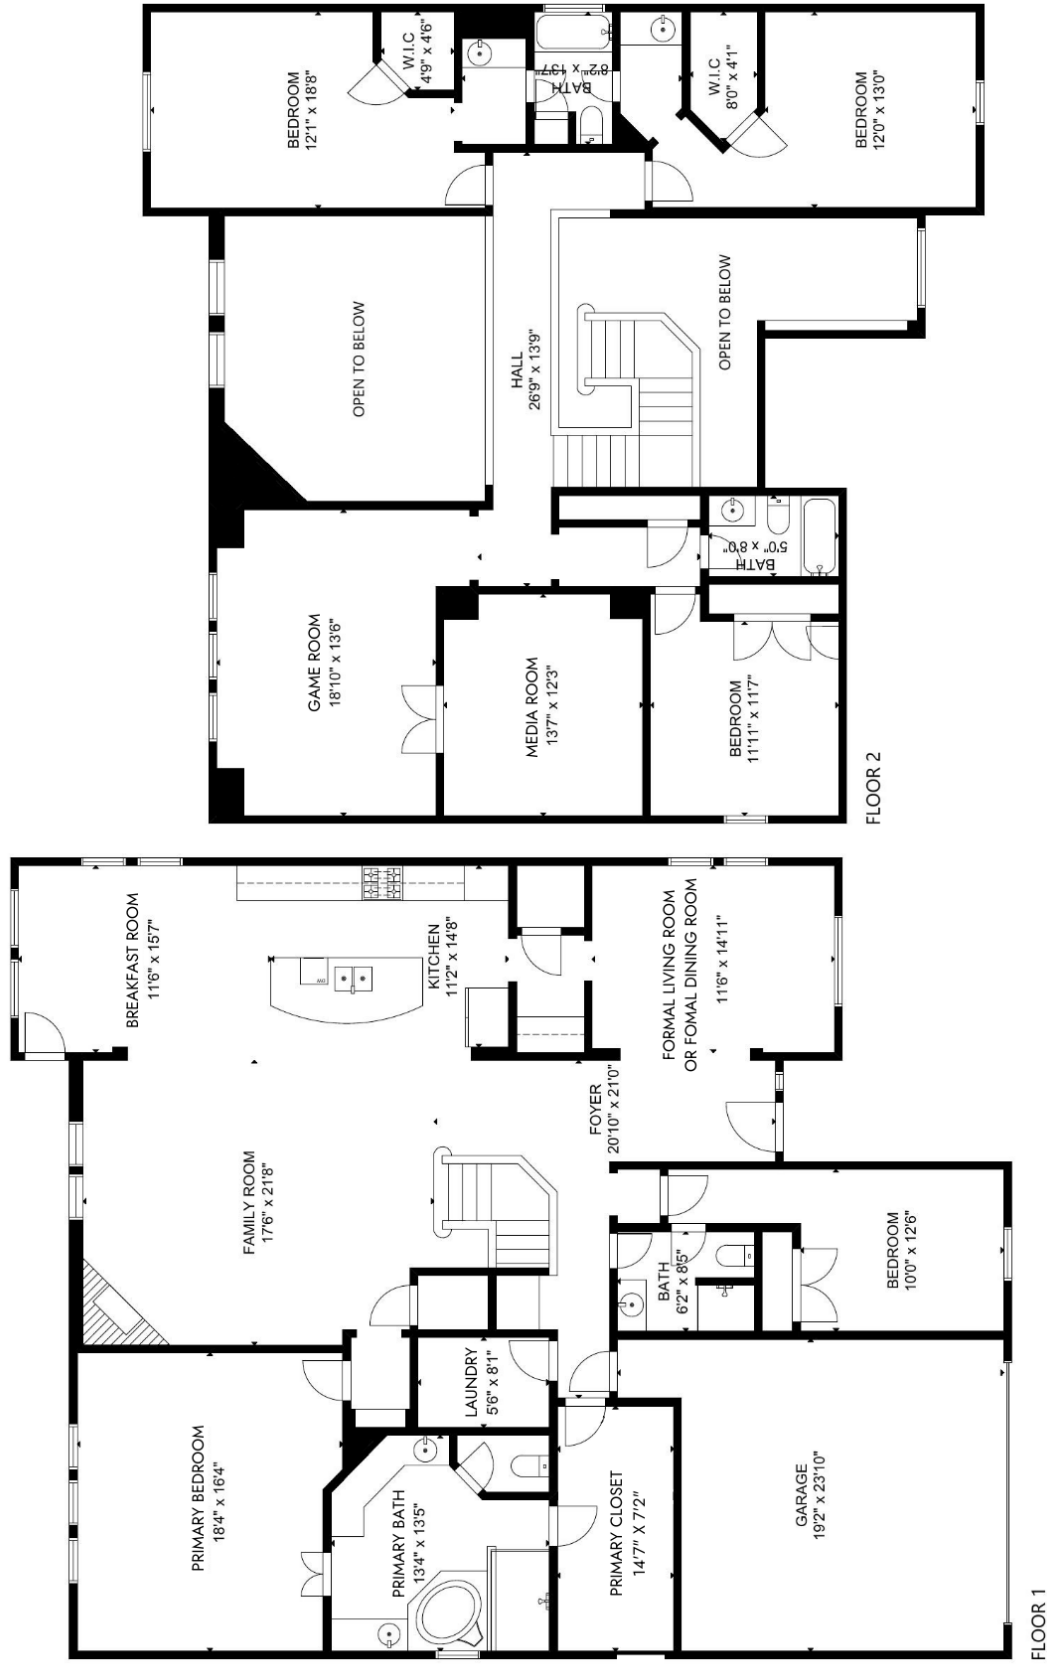 BEDROOM
12'1" x 18'8"
W.I.C
4'9" x 4'6"
BATH
8'2" x 13'7"
W.I.C
8'0" x 4'1"
BEDROOM
12'0" x 13'0"
OPEN TO BELOW
HALL
26'9" x 13'9"
OPEN TO BELOW
GAME ROOM
18'10" x 13'6"
MEDIA ROOM
13'7" x 12'3"
BATH
5'0" x 8'0"
BEDROOM
11'11" x 11'7"
FLOOR 2
BREAKFAST ROOM
11'6" x 15'7"
DW
KITCHEN
11'2" x 14'8"
FORMAL LIVING ROOM
OR FOMAL DINING ROOM
11'6" x 14'11"
FAMILY ROOM
17'6" x 21'8"
FOYER
20'10" x 21'0"
BATH
6'2" x 8'5"
BEDROOM
10'0" x 12'6"
LAUNDRY
5'6" x 8'1"
PRIMARY BEDROOM
18'4" x 16'4"
PRIMARY BATH
13'4" x 13'5"
PRIMARY CLOSET
14'7" X 7'2"
GARAGE
19'2" x 23'10"
FLOOR 1